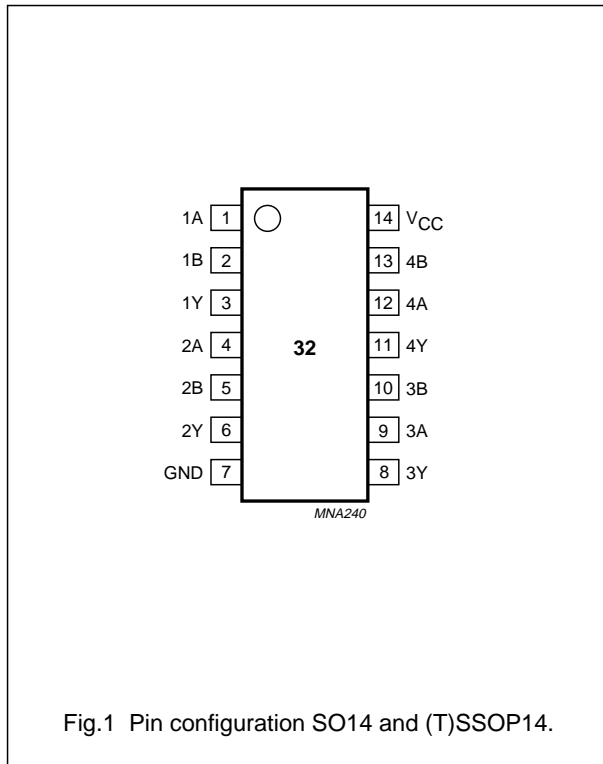 1A 1 14 VCC
1B 2 13 4B
1Y 3 12 4A
2A 4 32 11 4Y
2B 5 10 3B
2Y 6 9 3A
GND 7 8 3Y
MNA240
Fig.1 Pin configuration SO14 and (T)SSOP14.